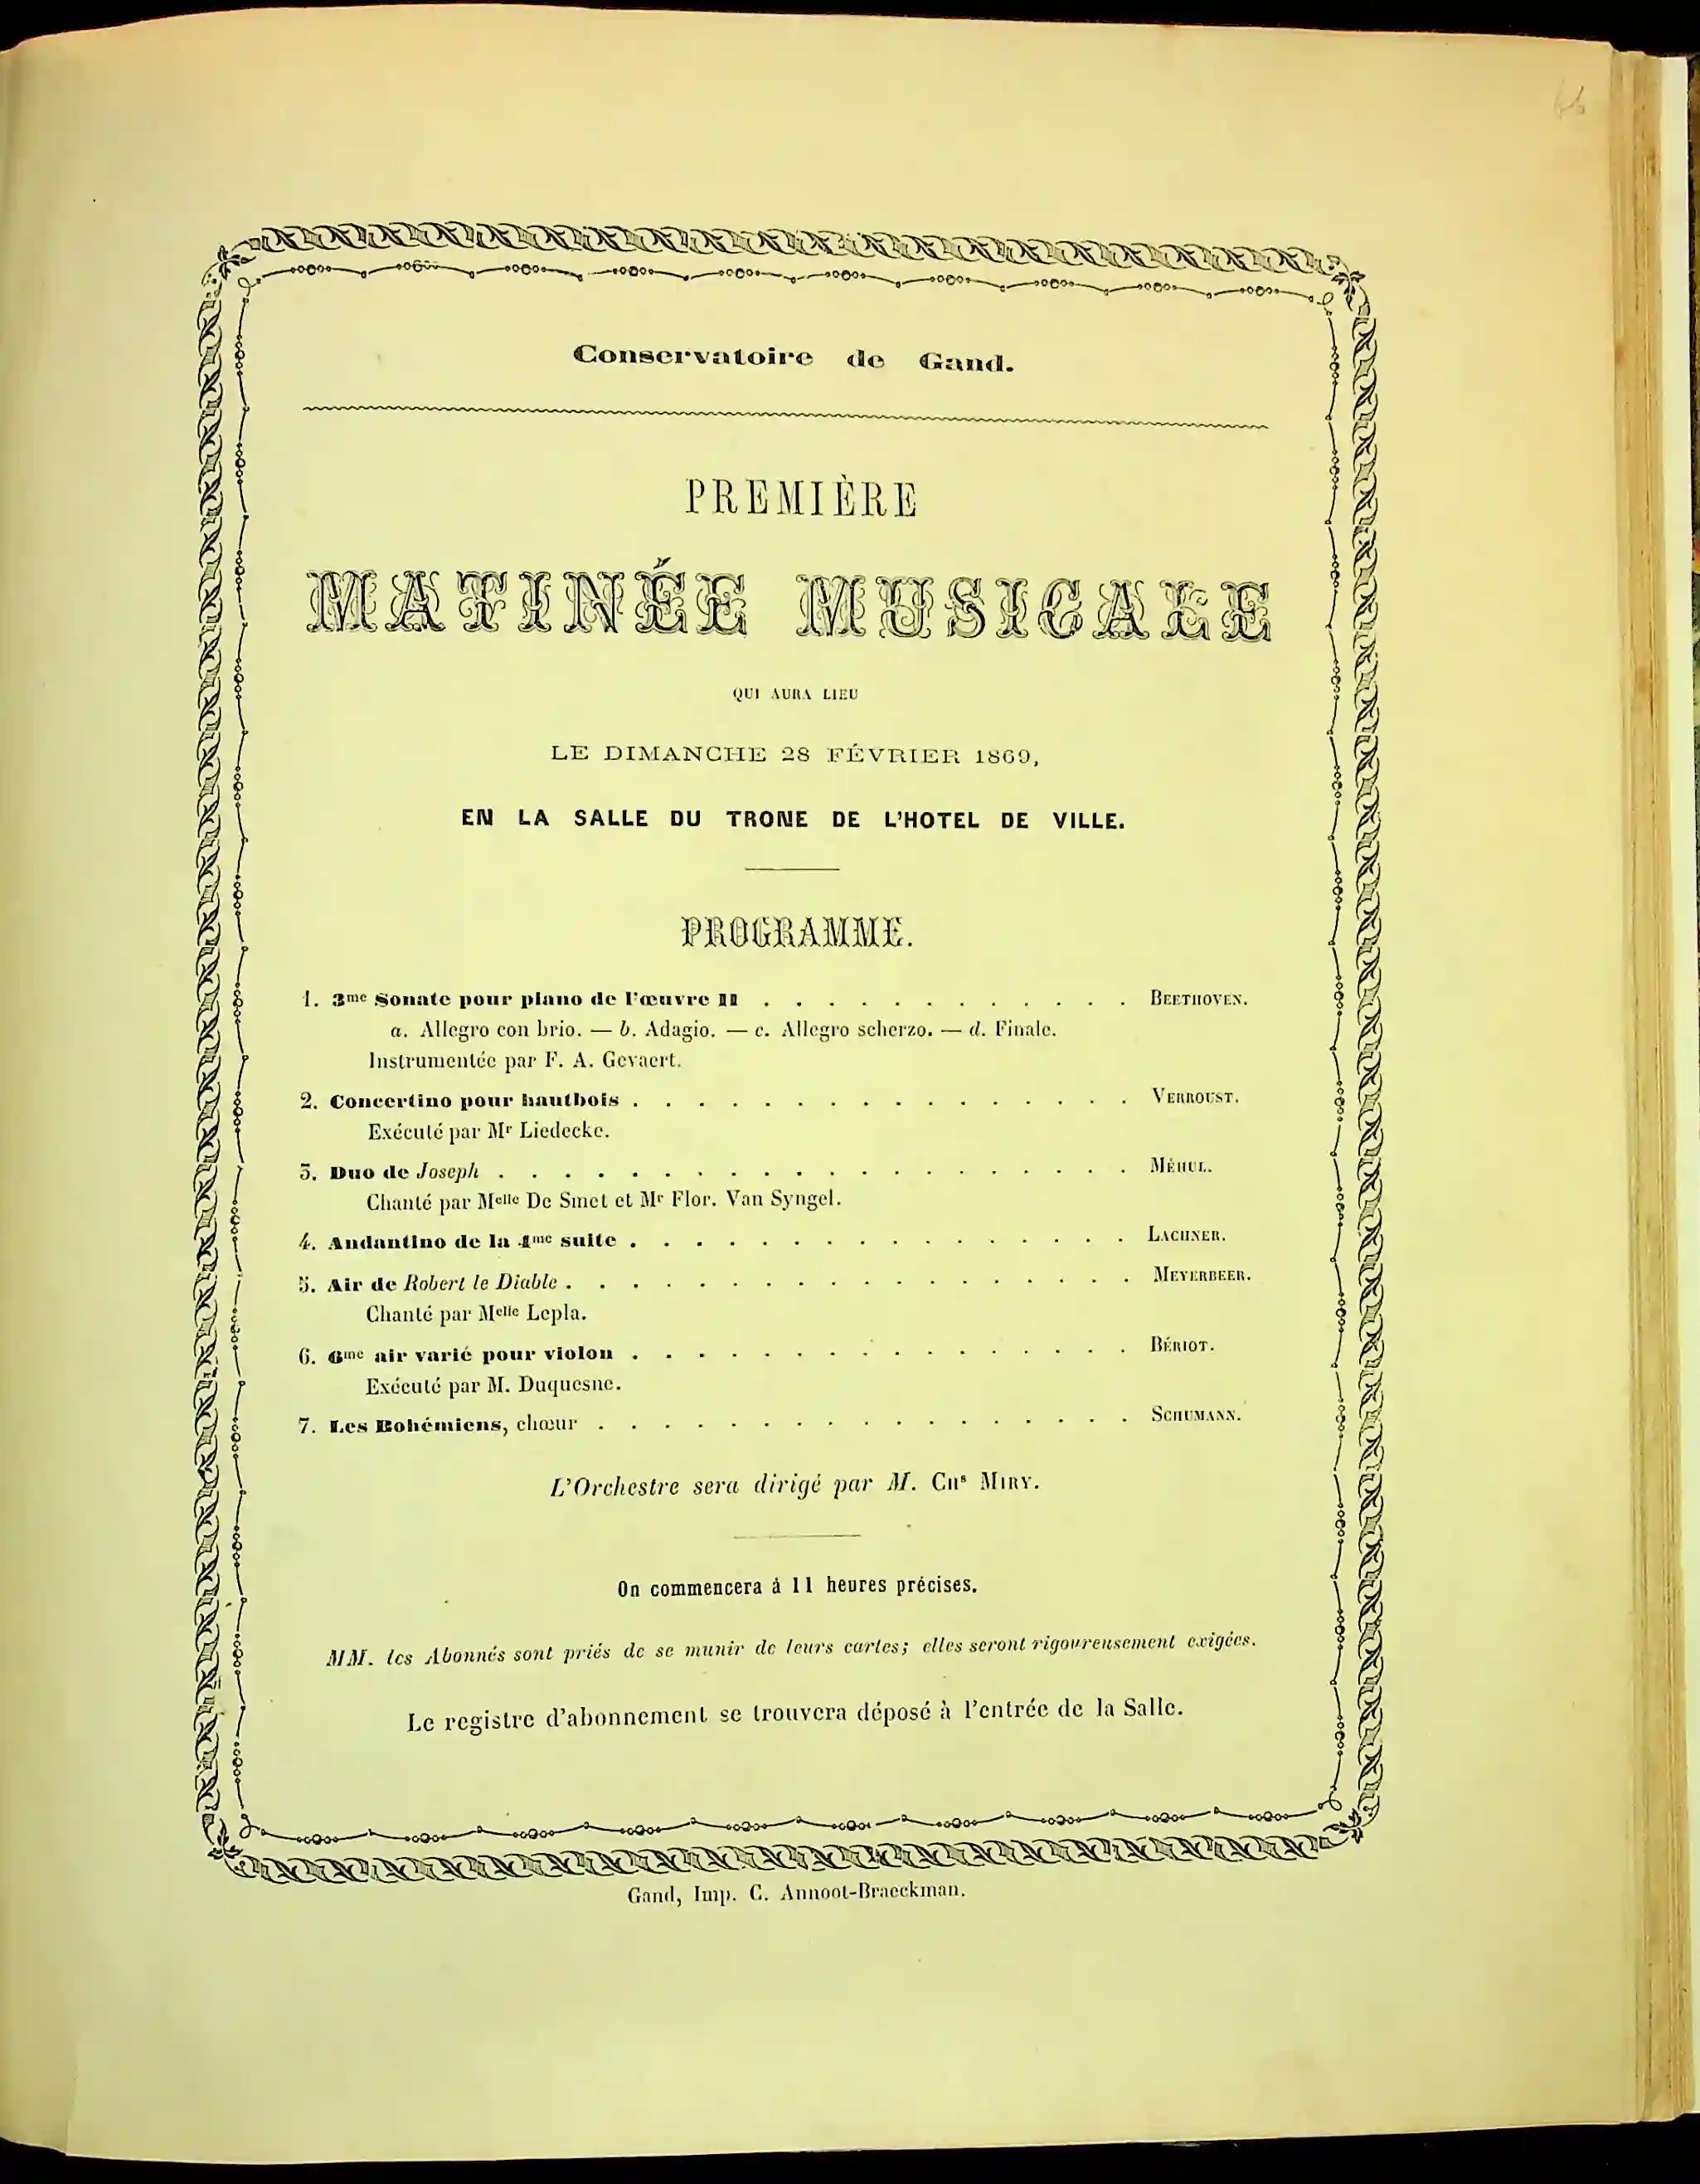 Conservatoire de Gand.
PREMIÈRE
MATINÉE MUSICALE
QUI AURA LIEU
LE DIMANCHE 28 FÉVRIER 1869,
EN LA SALLE DU TRONE DE L'HOTEL DE VILLE.
PROGRAMME.
1. 3me Sonate pour piano de l'œuvre II . . . . . . . . . . . . BEETHOVEN.
a. Allegro con brio. — b. Adagio. — c. Allegro scherzo. — d. Finale.
Instrumentée par F. A. Gevaert.
2. Concertino pour hautbois . . . . . . . . . . . . . . . . VERROUST.
Exécuté par Mr Liedecke.
3. Duo de Joseph . . . . . . . . . . . . . . . . . . . . MÉHUL.
Chanté par Melle De Smet et Mr Flor. Van Syngel.
4. Andantino de la 4me suite . . . . . . . . . . . . . . . . LACHNER.
5. Air de Robert le Diable . . . . . . . . . . . . . . . . . . MEYERBEER.
Chanté par Melle Lepla.
6. 6me air varié pour violon . . . . . . . . . . . . . . . . BÉRIOT.
Exécuté par M. Duquesne.
7. Les Bohémiens, chœur . . . . . . . . . . . . . . . . . SCHUMANN.
L'Orchestre sera dirigé par M. CHs MIRY.
On commencera à 11 heures précises.
MM. les Abonnés sont priés de se munir de leurs cartes; elles seront rigoureusement exigées.
Le registre d'abonnement se trouvera déposé à l'entrée de la Salle.
Gand, Imp. C. Annoot-Braeckman.